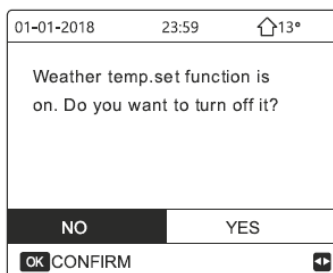 01-01-2018 23:59 13°
Weather temp.set function is
on. Do you want to turn off it?
NO YES
OK CONFIRM